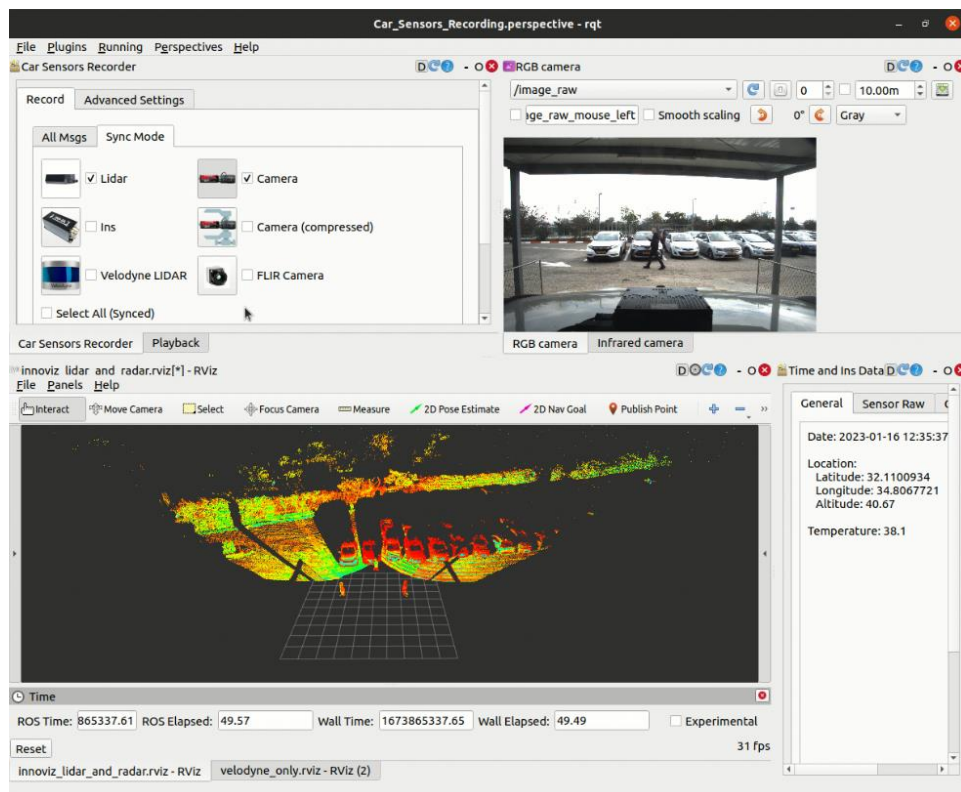 Car_Sensors_Recording.perspective - rqt
File Plugins Running Perspectives Help
Car Sensors Recorder
Record Advanced Settings
All Msgs Sync Mode
Lidar Camera
Ins Camera (compressed)
Velodyne LIDAR FLIR Camera
Select All (Synced)
Car Sensors Recorder Playback
RGB camera
/image_raw 0 10.00m
age_raw_mouse_left Smooth scaling 0° Gray
RGB camera Infrared camera
innoviz_lidar_and_radar.rviz[*] - RViz
File Panels Help
Interact Move Camera Select Focus Camera Measure 2D Pose Estimate 2D Nav Goal Publish Point
Time
ROS Time: 865337.61 ROS Elapsed: 49.57 Wall Time: 1673865337.65 Wall Elapsed: 49.49 Experimental
Reset 31 fps
innoviz_lidar_and_radar.rviz - RViz velodyne_only.rviz - RViz (2)
Time and Ins Data
General Sensor Raw
Date: 2023-01-16 12:35:37
Location:
Latitude: 32.1100934
Longitude: 34.8067721
Altitude: 40.67
Temperature: 38.1